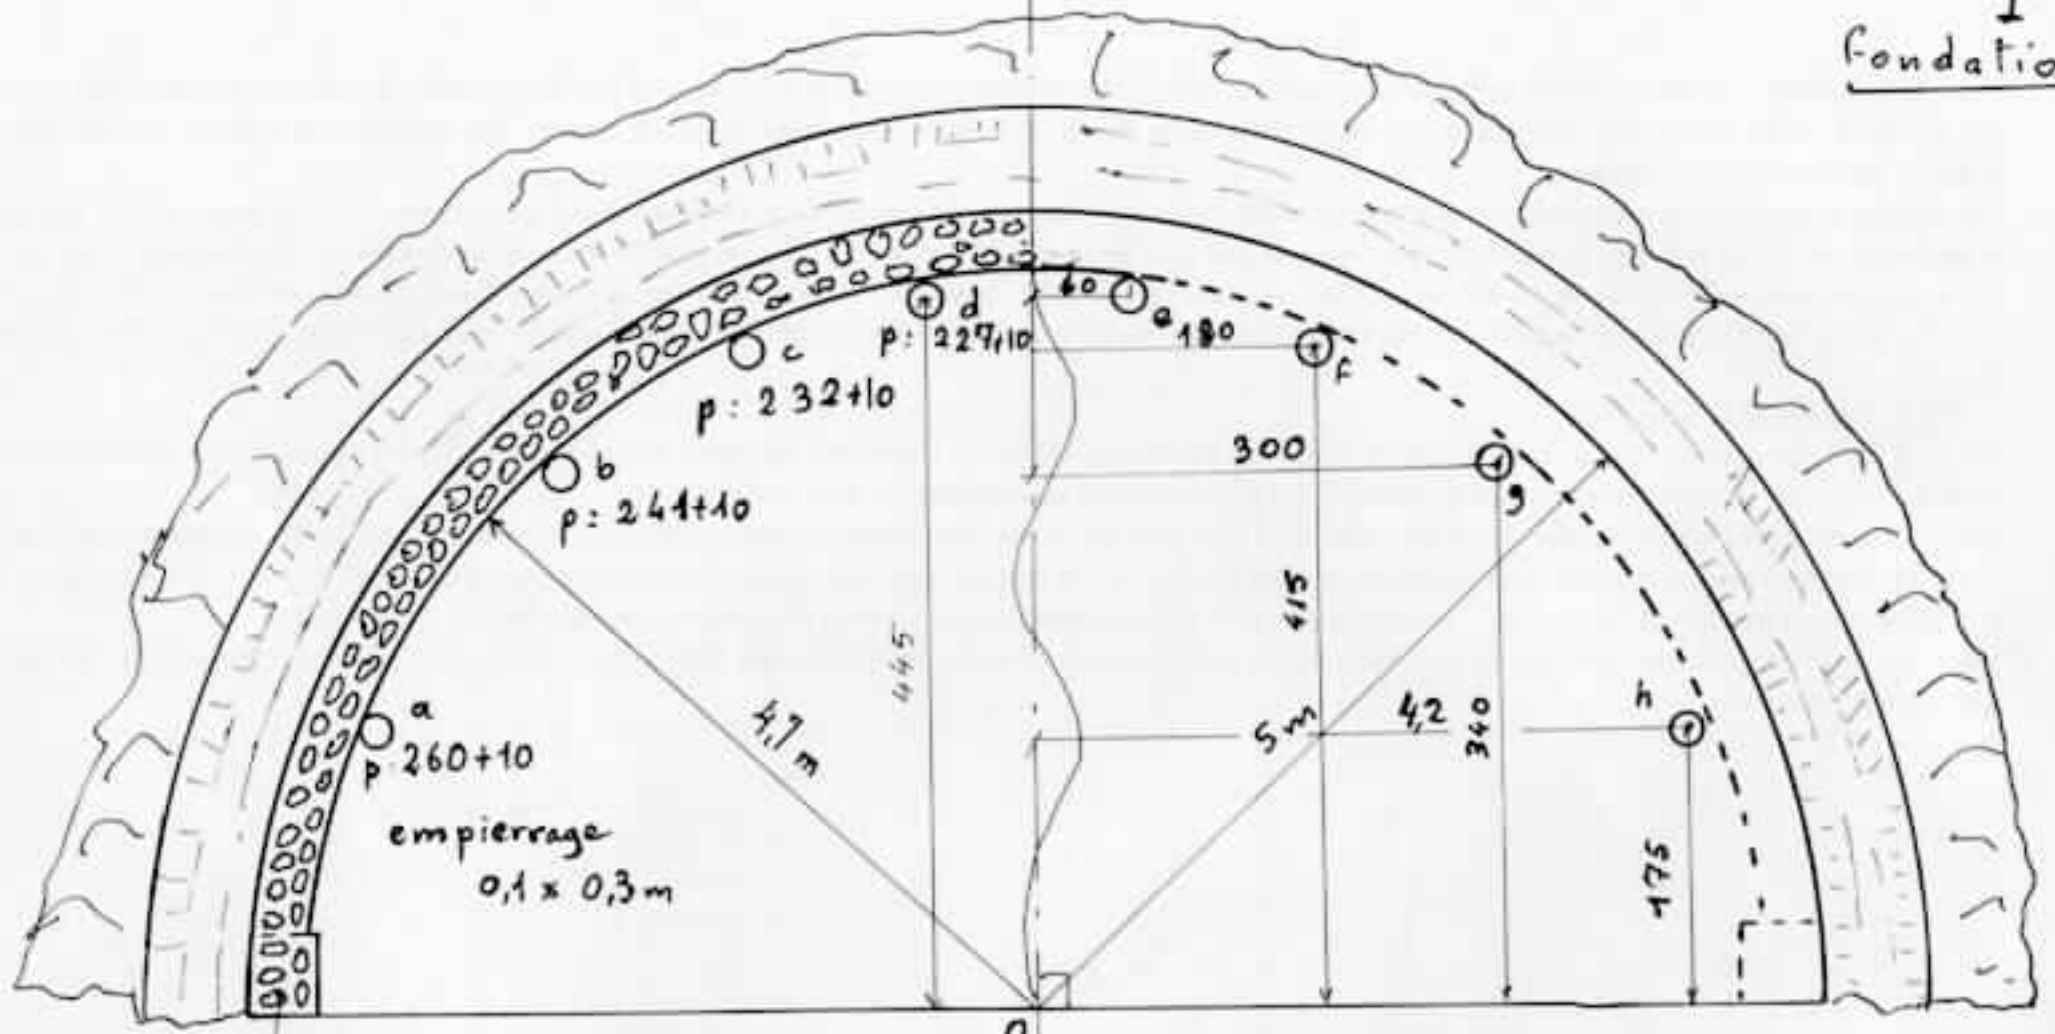 I
fondatio
60
d
e
p: 227+10
180
c
f
p: 232+10
300
b
g
p: 241+10
415
445
h
a
4,7 m
5 m
4,2
340
p 260+10
empierrage
0,1 x 0,3 m
175